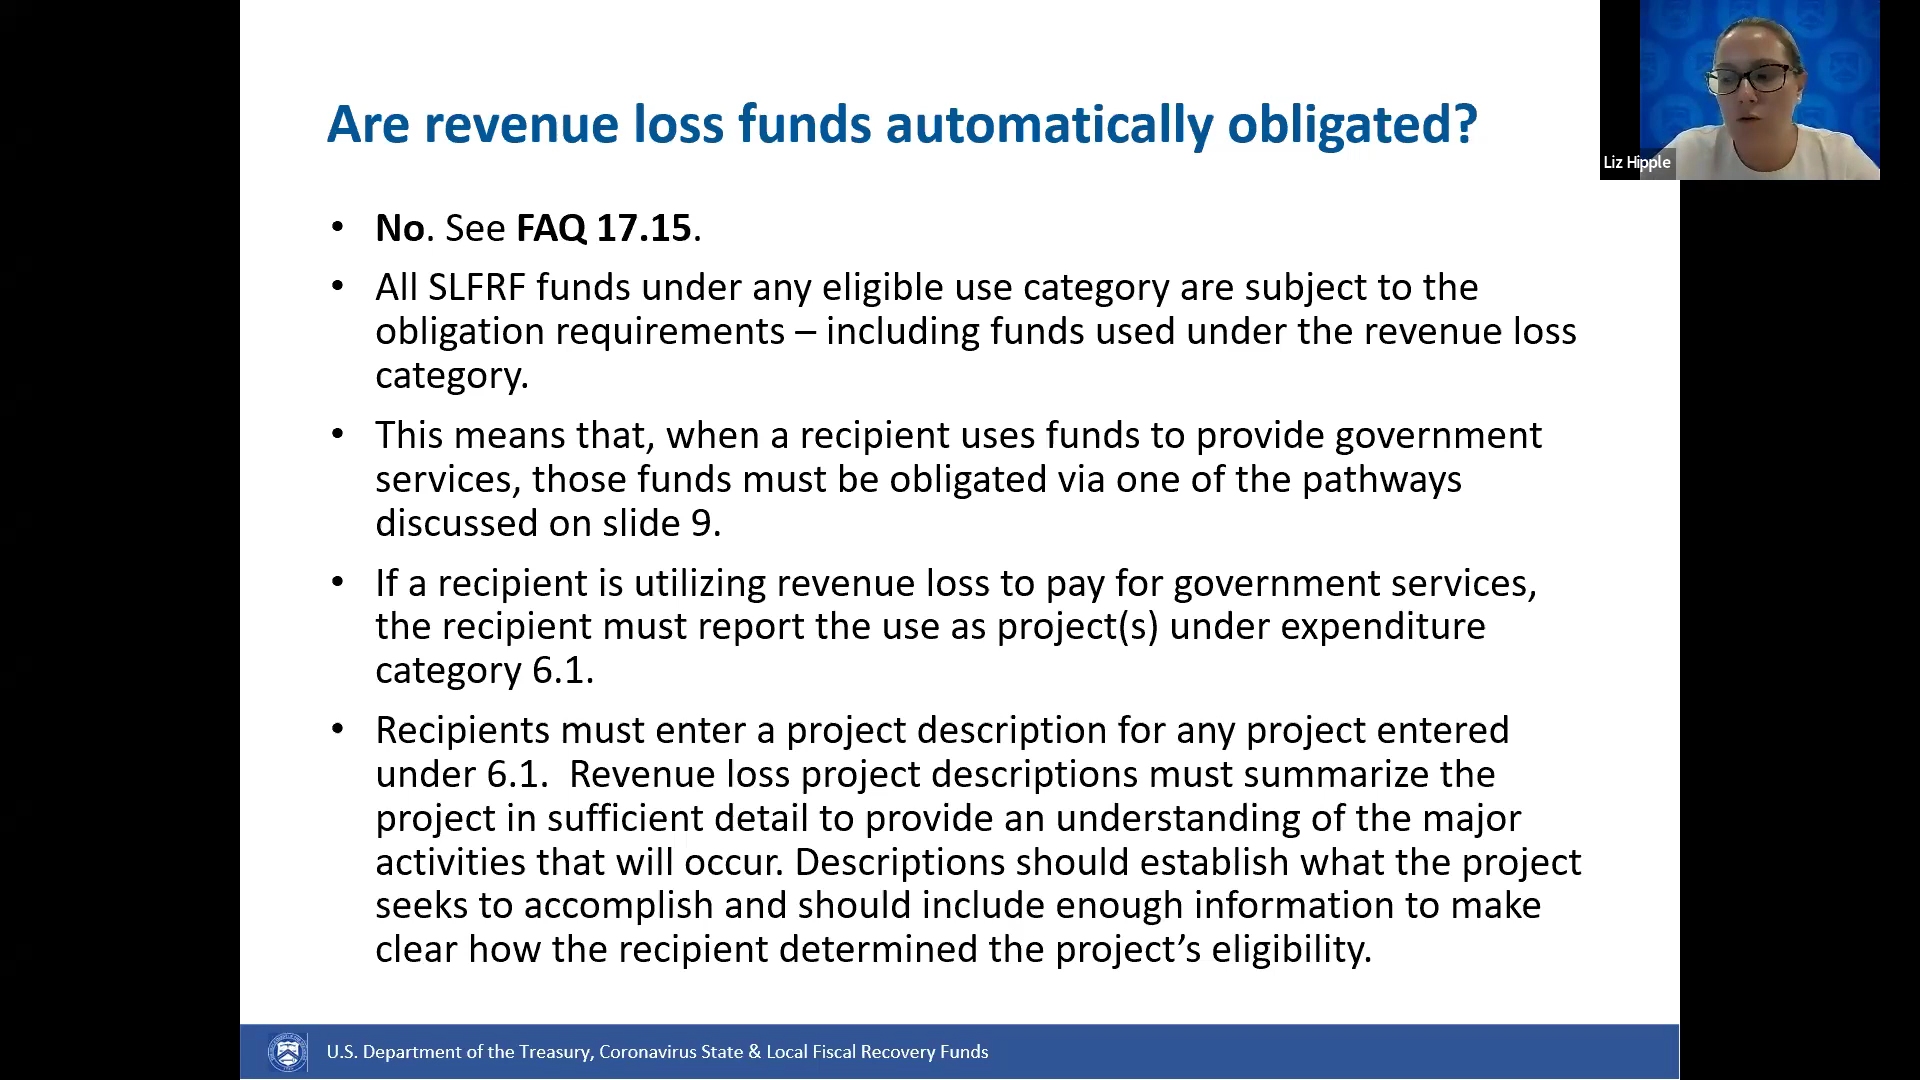 Are revenue loss funds automatically obligated?
Liz Hipple
• No. See FAQ 17.15.
• All SLFRF funds under any eligible use category are subject to the
obligation requirements – including funds used under the revenue loss
category.
• This means that, when a recipient uses funds to provide government
services, those funds must be obligated via one of the pathways
discussed on slide 9.
• If a recipient is utilizing revenue loss to pay for government services,
the recipient must report the use as project(s) under expenditure
category 6.1.
• Recipients must enter a project description for any project entered
under 6.1.  Revenue loss project descriptions must summarize the
project in sufficient detail to provide an understanding of the major
activities that will occur. Descriptions should establish what the project
seeks to accomplish and should include enough information to make
clear how the recipient determined the project’s eligibility.
U.S. Department of the Treasury, Coronavirus State & Local Fiscal Recovery Funds